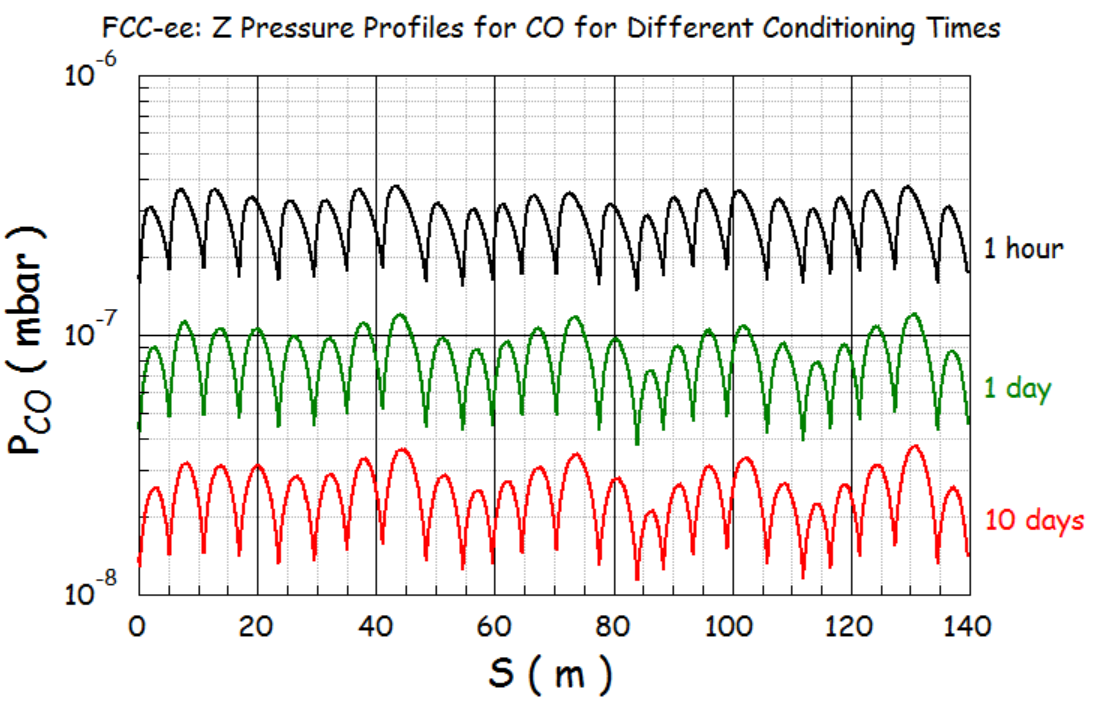 FCC-ee: Z Pressure Profiles for CO for Different Conditioning Times
10-6
10-7
10-8
PCO ( mbar )
1 hour
1 day
10 days
0 20 40 60 80 100 120 140
S ( m )